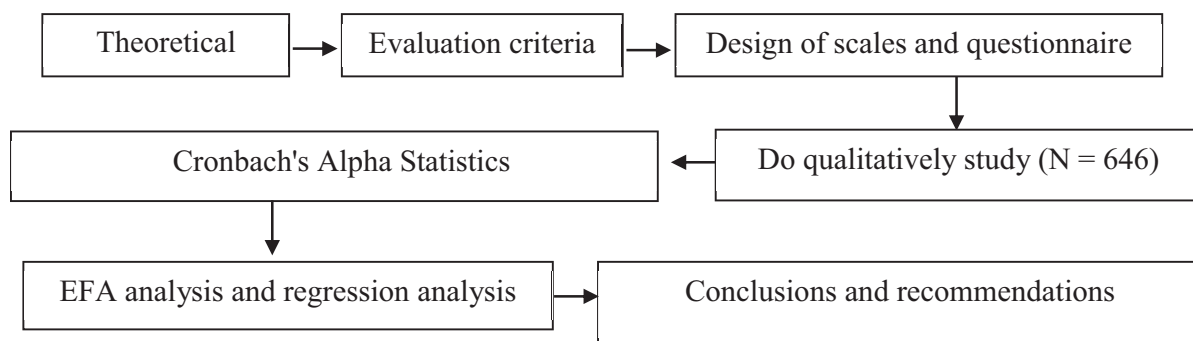 Theoretical
Evaluation criteria
Design of scales and questionnaire
Do qualitatively study (N = 646)
Cronbach's Alpha Statistics
EFA analysis and regression analysis
Conclusions and recommendations